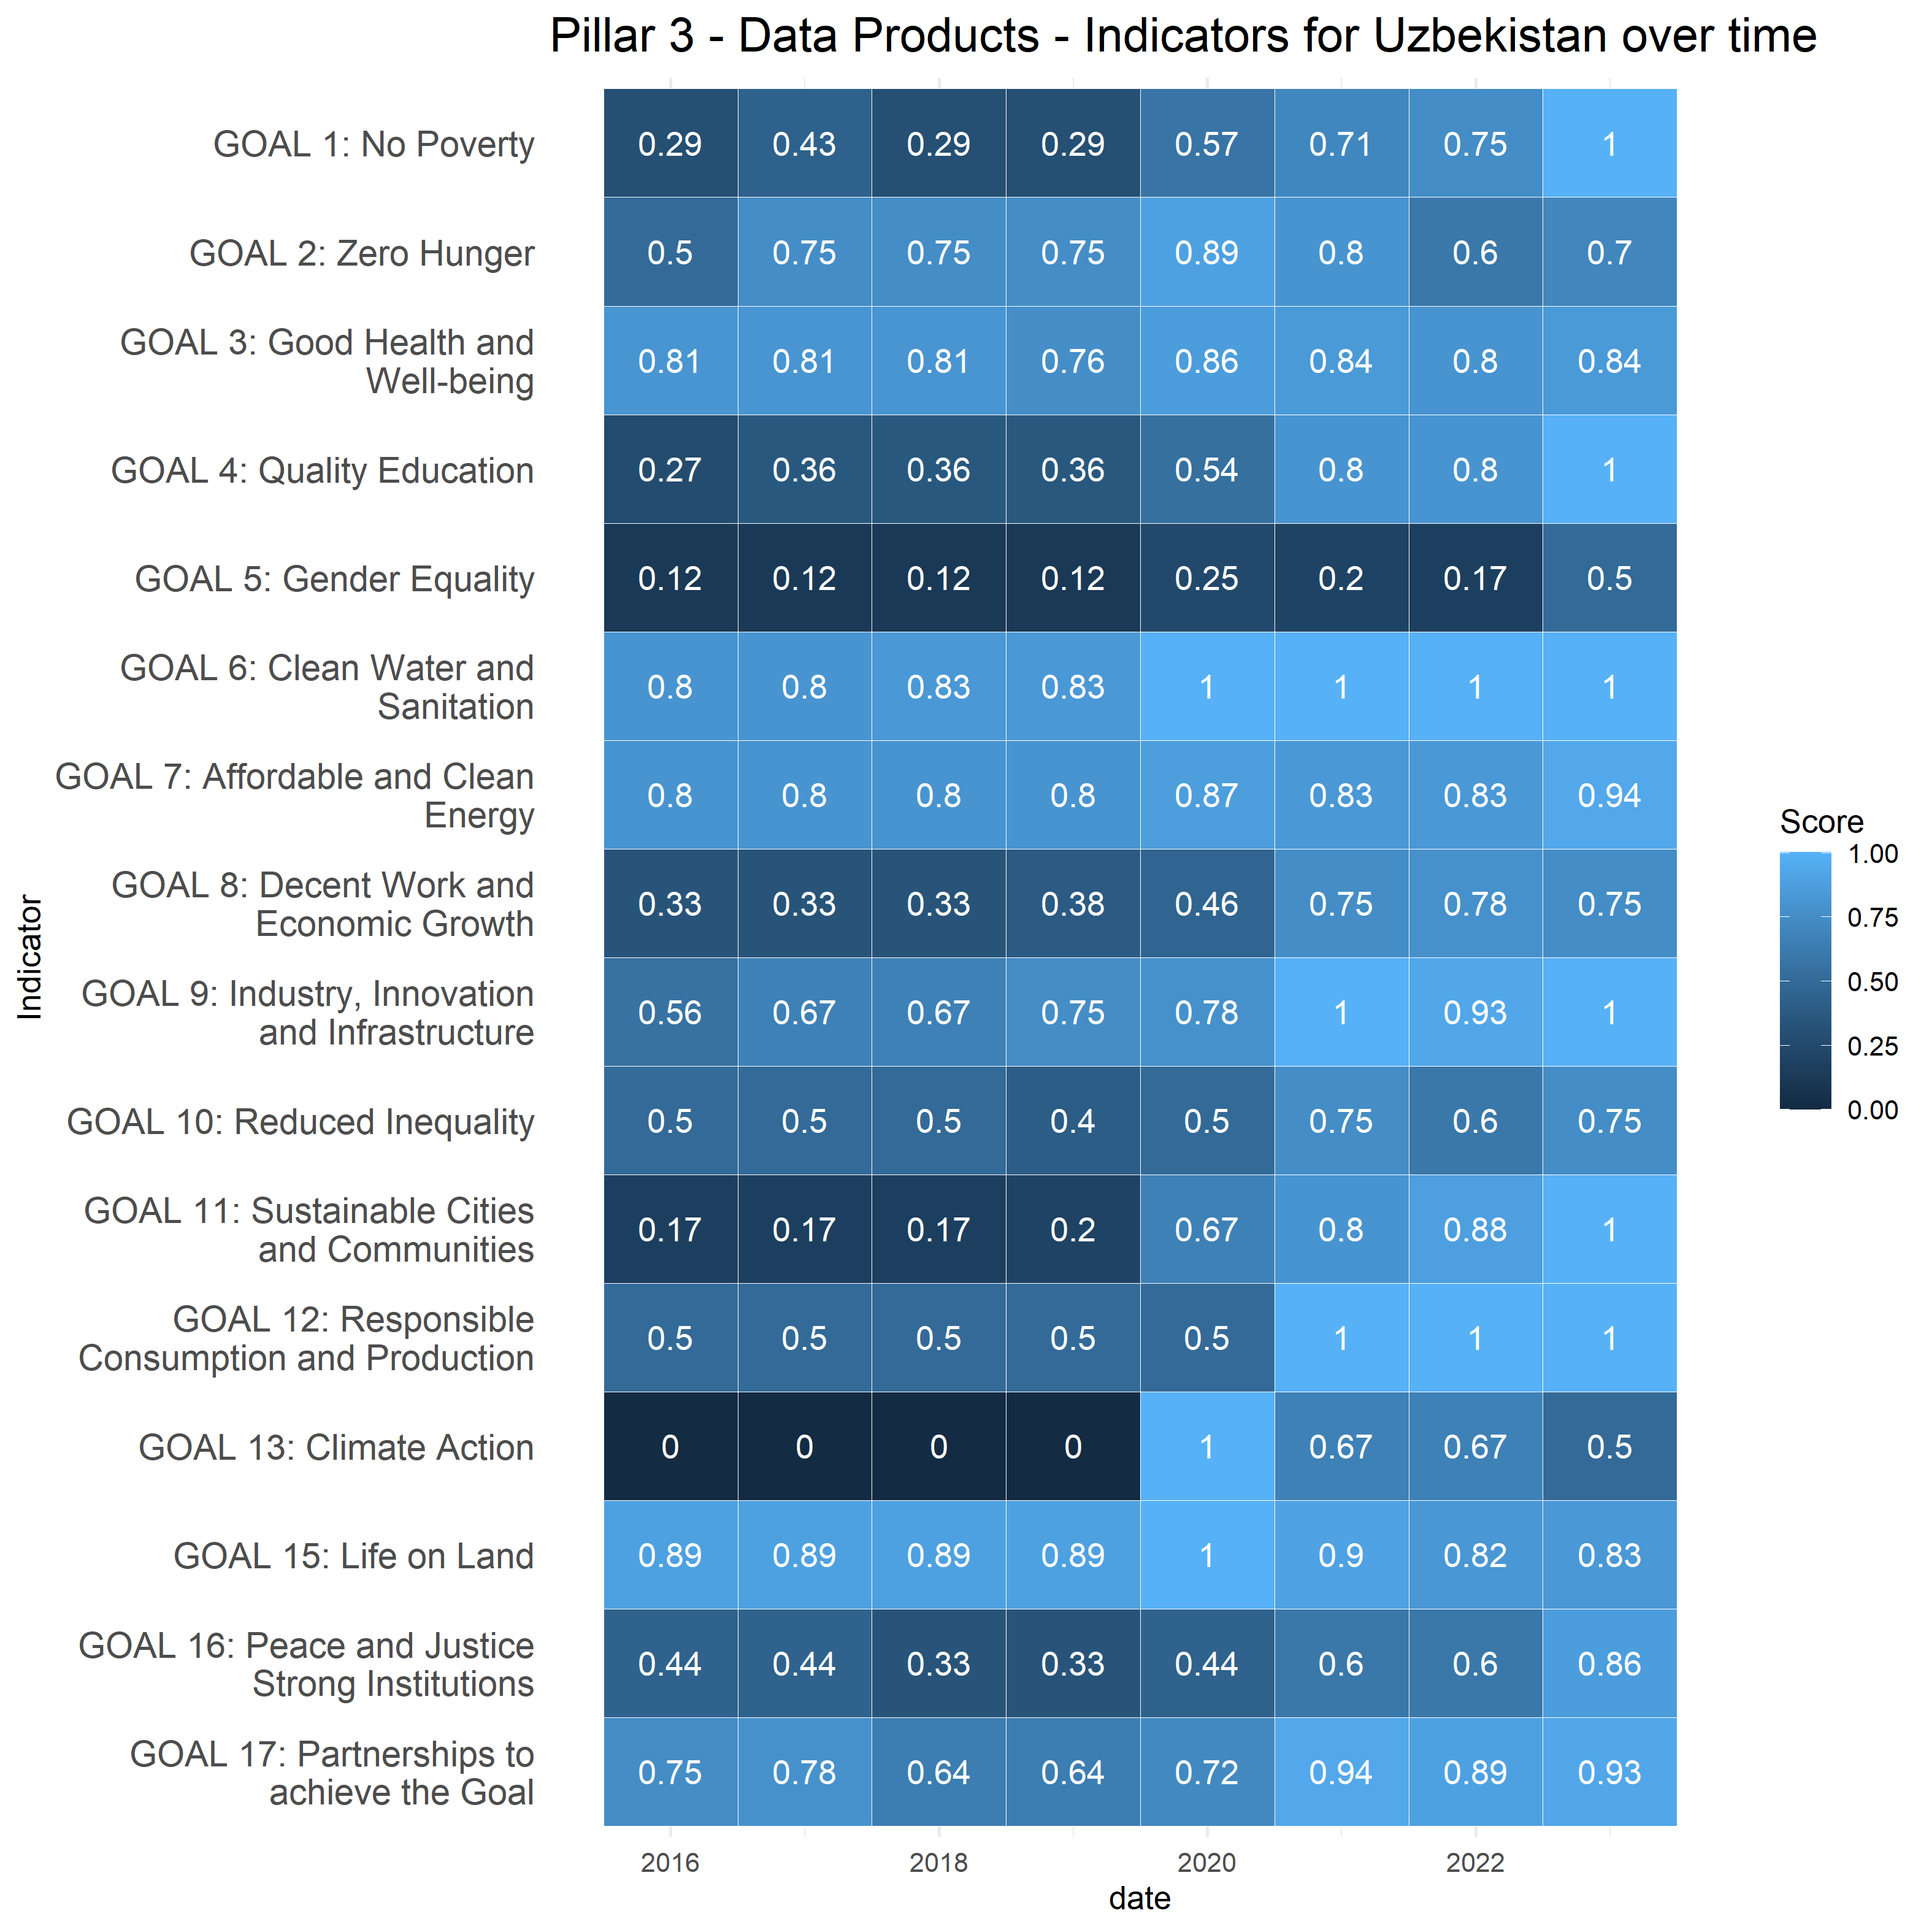 Pillar 3 - Data Products - Indicators for Uzbekistan over time
GOAL 1: No Poverty 0.29 0.43 0.29 0.29 0.57 0.71 0.75 1
GOAL 2: Zero Hunger 0.5 0.75 0.75 0.75 0.89 0.8 0.6 0.7
GOAL 3: Good Health and
Well-being
0.81 0.81 0.81 0.76 0.86 0.84 0.8 0.84
GOAL 4: Quality Education 0.27 0.36 0.36 0.36 0.54 0.8 0.8 1
GOAL 5: Gender Equality 0.12 0.12 0.12 0.12 0.25 0.2 0.17 0.5
GOAL 6: Clean Water and
Sanitation
0.8 0.8 0.83 0.83 1 1 1 1
GOAL 7: Affordable and Clean
Energy
0.8 0.8 0.8 0.8 0.87 0.83 0.83 0.94
GOAL 8: Decent Work and
Economic Growth
0.33 0.33 0.33 0.38 0.46 0.75 0.78 0.75
GOAL 9: Industry, Innovation
and Infrastructure
0.56 0.67 0.67 0.75 0.78 1 0.93 1
GOAL 10: Reduced Inequality 0.5 0.5 0.5 0.4 0.5 0.75 0.6 0.75
GOAL 11: Sustainable Cities
and Communities
0.17 0.17 0.17 0.2 0.67 0.8 0.88 1
GOAL 12: Responsible
Consumption and Production
0.5 0.5 0.5 0.5 0.5 1 1 1
GOAL 13: Climate Action 0 0 0 0 1 0.67 0.67 0.5
GOAL 15: Life on Land 0.89 0.89 0.89 0.89 1 0.9 0.82 0.83
GOAL 16: Peace and Justice
Strong Institutions
0.44 0.44 0.33 0.33 0.44 0.6 0.6 0.86
GOAL 17: Partnerships to
achieve the Goal
0.75 0.78 0.64 0.64 0.72 0.94 0.89 0.93
2016 2018 2020 2022
date
Indicator
Score
1.00
0.75
0.50
0.25
0.00